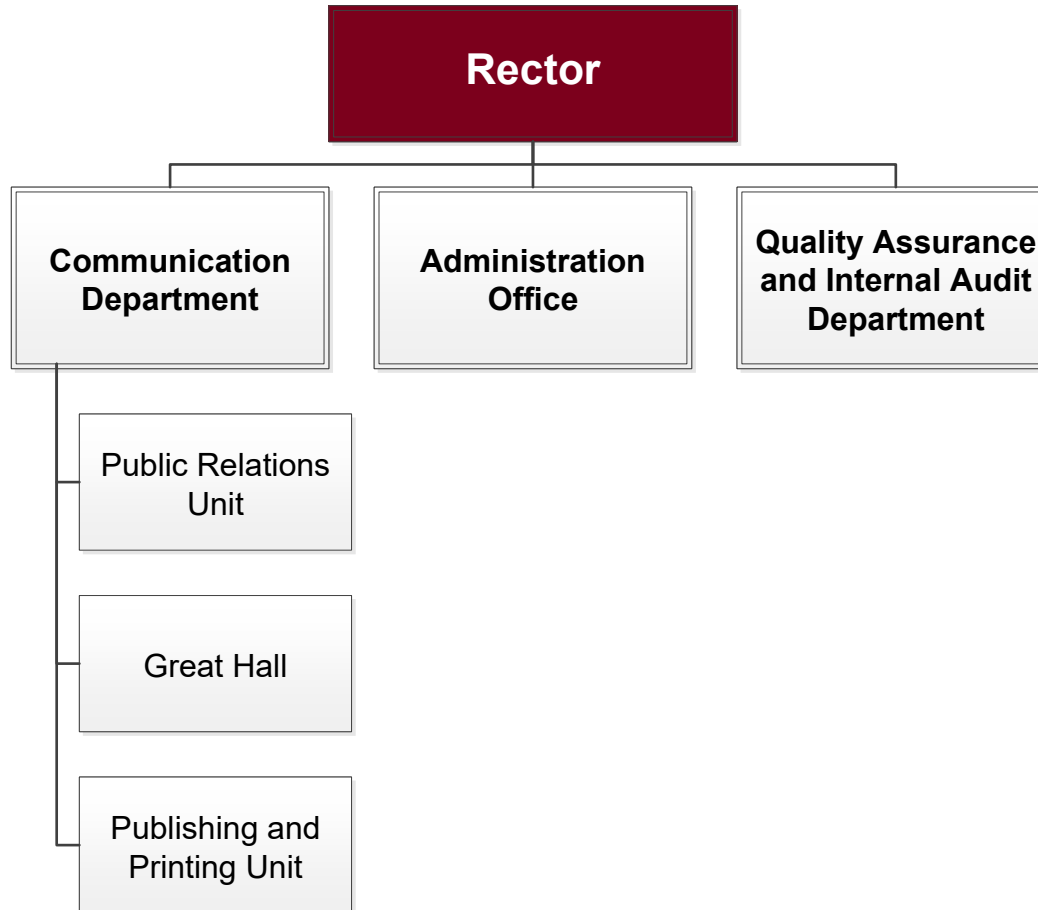 Rector
Communication
Department
Administration
Office
Quality Assurance
and Internal Audit
Department
Public Relations
Unit
Great Hall
Publishing and
Printing Unit